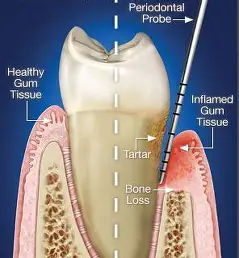 Periodontal
Probe
Healthy
Gum
Tissue
Inflamed
Gum
Tissue
Tartar
Bone
Loss